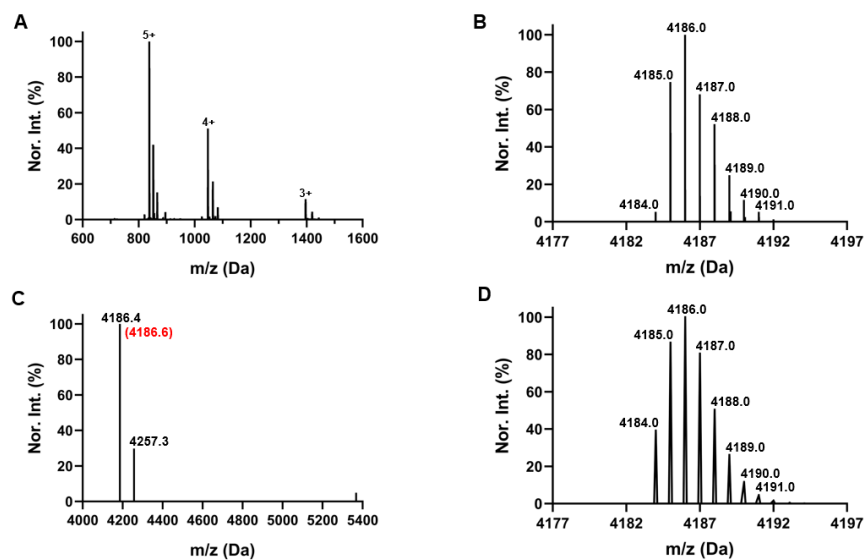 A
Nor. Int. (%)
100
80
60
40
20
0
5+
4+
3+
600 800 1000 1200 1400 1600
m/z (Da)
B
Nor. Int. (%)
100
80
60
40
20
0
4186.0
4185.0
4187.0
4188.0
4189.0
4190.0
4184.0
4191.0
4177 4182 4187 4192 4197
m/z (Da)
C
Nor. Int. (%)
100
80
60
40
20
0
4186.4
(4186.6)
4257.3
4000 4200 4400 4600 4800 5000 5200 5400
m/z (Da)
D
Nor. Int. (%)
100
80
60
40
20
0
4186.0
4185.0
4187.0
4188.0
4184.0
4189.0
4190.0
4191.0
4177 4182 4187 4192 4197
m/z (Da)